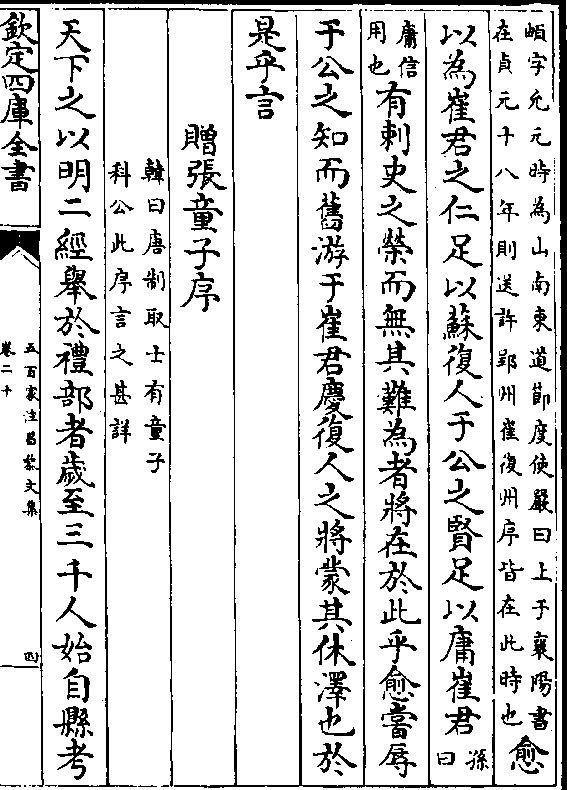 頔字允元時為山南東道節度使嚴曰上于襄陽書
在貞元十八年則送許郢州崔復州序皆在此時也
愈
以為崔君之仁足以蘇復人于公之賢足以庸崔君
孫曰
庸信用也
有刺史之榮而無其難為者將在於此乎愈嘗辱
于公之知而舊游于崔君慶復人之將蒙其休澤也於
是乎言
贈張童子序
韓曰唐制取士有童子
科公此序言之甚詳
天下之以明二經舉於禮部者歲至三千人始自縣考
欽定四庫全書
五百家注昌黎文集
卷二十
四